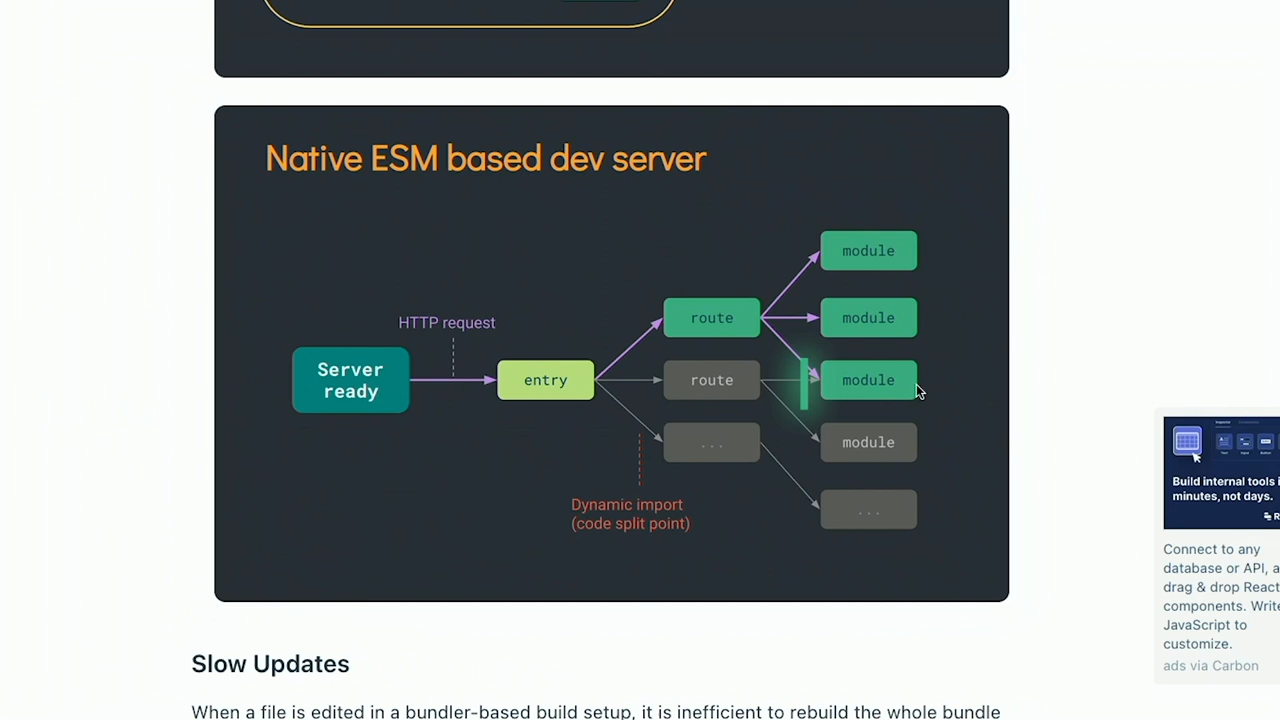 Native ESM based dev server
module
HTTP request
route
module
Server
ready
entry
route
module
...
module
Dynamic import
(code split point)
...
Build internal tools i
minutes, not days.
R
Connect to any
database or API, a
drag & drop React
components. Write
JavaScript to
customize.
ads via Carbon
Slow Updates
When a file is edited in a bundler-based build setup, it is inefficient to rebuild the whole bundle